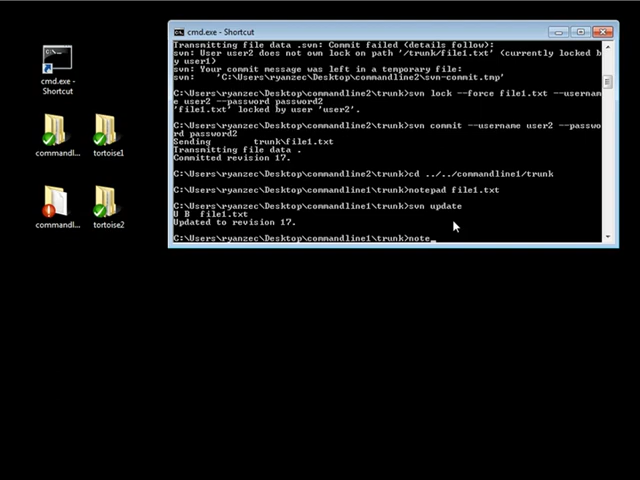 cmd.exe - Shortcut
Transmitting file data .svn: Commit failed (details follow):
svn: User user2 does not own lock on path '/trunk/file1.txt' (currently locked b
y user1)
svn: Your commit message was left in a temporary file:
svn:    'C:\Users\ryanzec\Desktop\commandline2\svn-commit.tmp'
C:\Users\ryanzec\Desktop\commandline2\trunk>svn lock --force file1.txt --usernam
e user2 --password password2
'file1.txt' locked by user 'user2'.
C:\Users\ryanzec\Desktop\commandline2\trunk>svn commit --username user2 --passwo
rd password2
Sending        trunk\file1.txt
Transmitting file data .
Committed revision 17.
C:\Users\ryanzec\Desktop\commandline2\trunk>cd ../../commandline1/trunk
C:\Users\ryanzec\Desktop\commandline1\trunk>notepad file1.txt
C:\Users\ryanzec\Desktop\commandline1\trunk>svn update
U B  file1.txt
Updated to revision 17.
C:\Users\ryanzec\Desktop\commandline1\trunk>note_
cmd.exe -
Shortcut
commandl...
tortoise1
commandl...
tortoise2